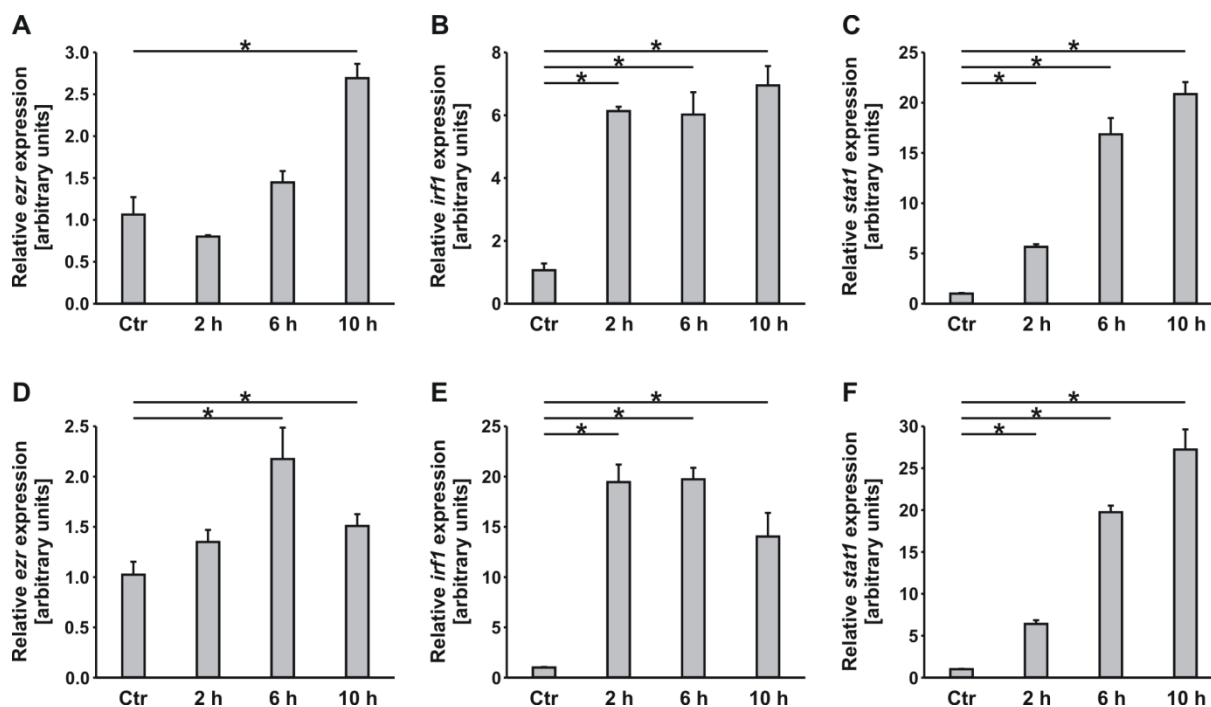 A
Relative ezr expression
[arbitrary units]
3.0
2.5
2.0
1.5
1.0
0.5
0.0
*
Ctr 2 h 6 h 10 h
B
Relative irf1 expression
[arbitrary units]
8
6
4
2
0
*
*
*
Ctr 2 h 6 h 10 h
C
Relative stat1 expression
[arbitrary units]
25
20
15
10
5
0
*
*
*
Ctr 2 h 6 h 10 h
D
Relative ezr expression
[arbitrary units]
2.5
2.0
1.5
1.0
0.5
0.0
*
*
Ctr 2 h 6 h 10 h
E
Relative irf1 expression
[arbitrary units]
25
20
15
10
5
0
*
*
*
Ctr 2 h 6 h 10 h
F
Relative stat1 expression
[arbitrary units]
30
25
20
15
10
5
0
*
*
*
Ctr 2 h 6 h 10 h